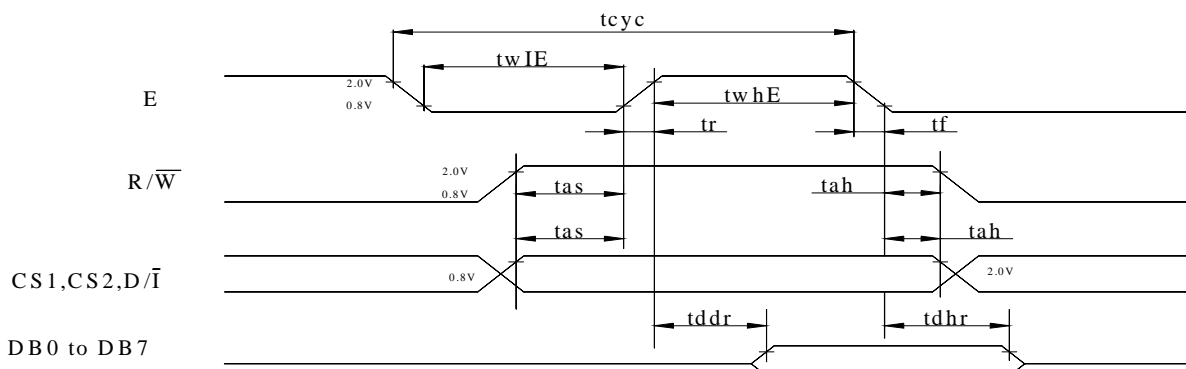 tcyc
twIE
2.0V
E
0.8V
twhE
tr
tf
R/W̅
2.0V
0.8V
tas
tah
tas
tah
CS1,CS2,D/I̅
0.8V
2.0V
tddr
tdhr
DB0 to DB7